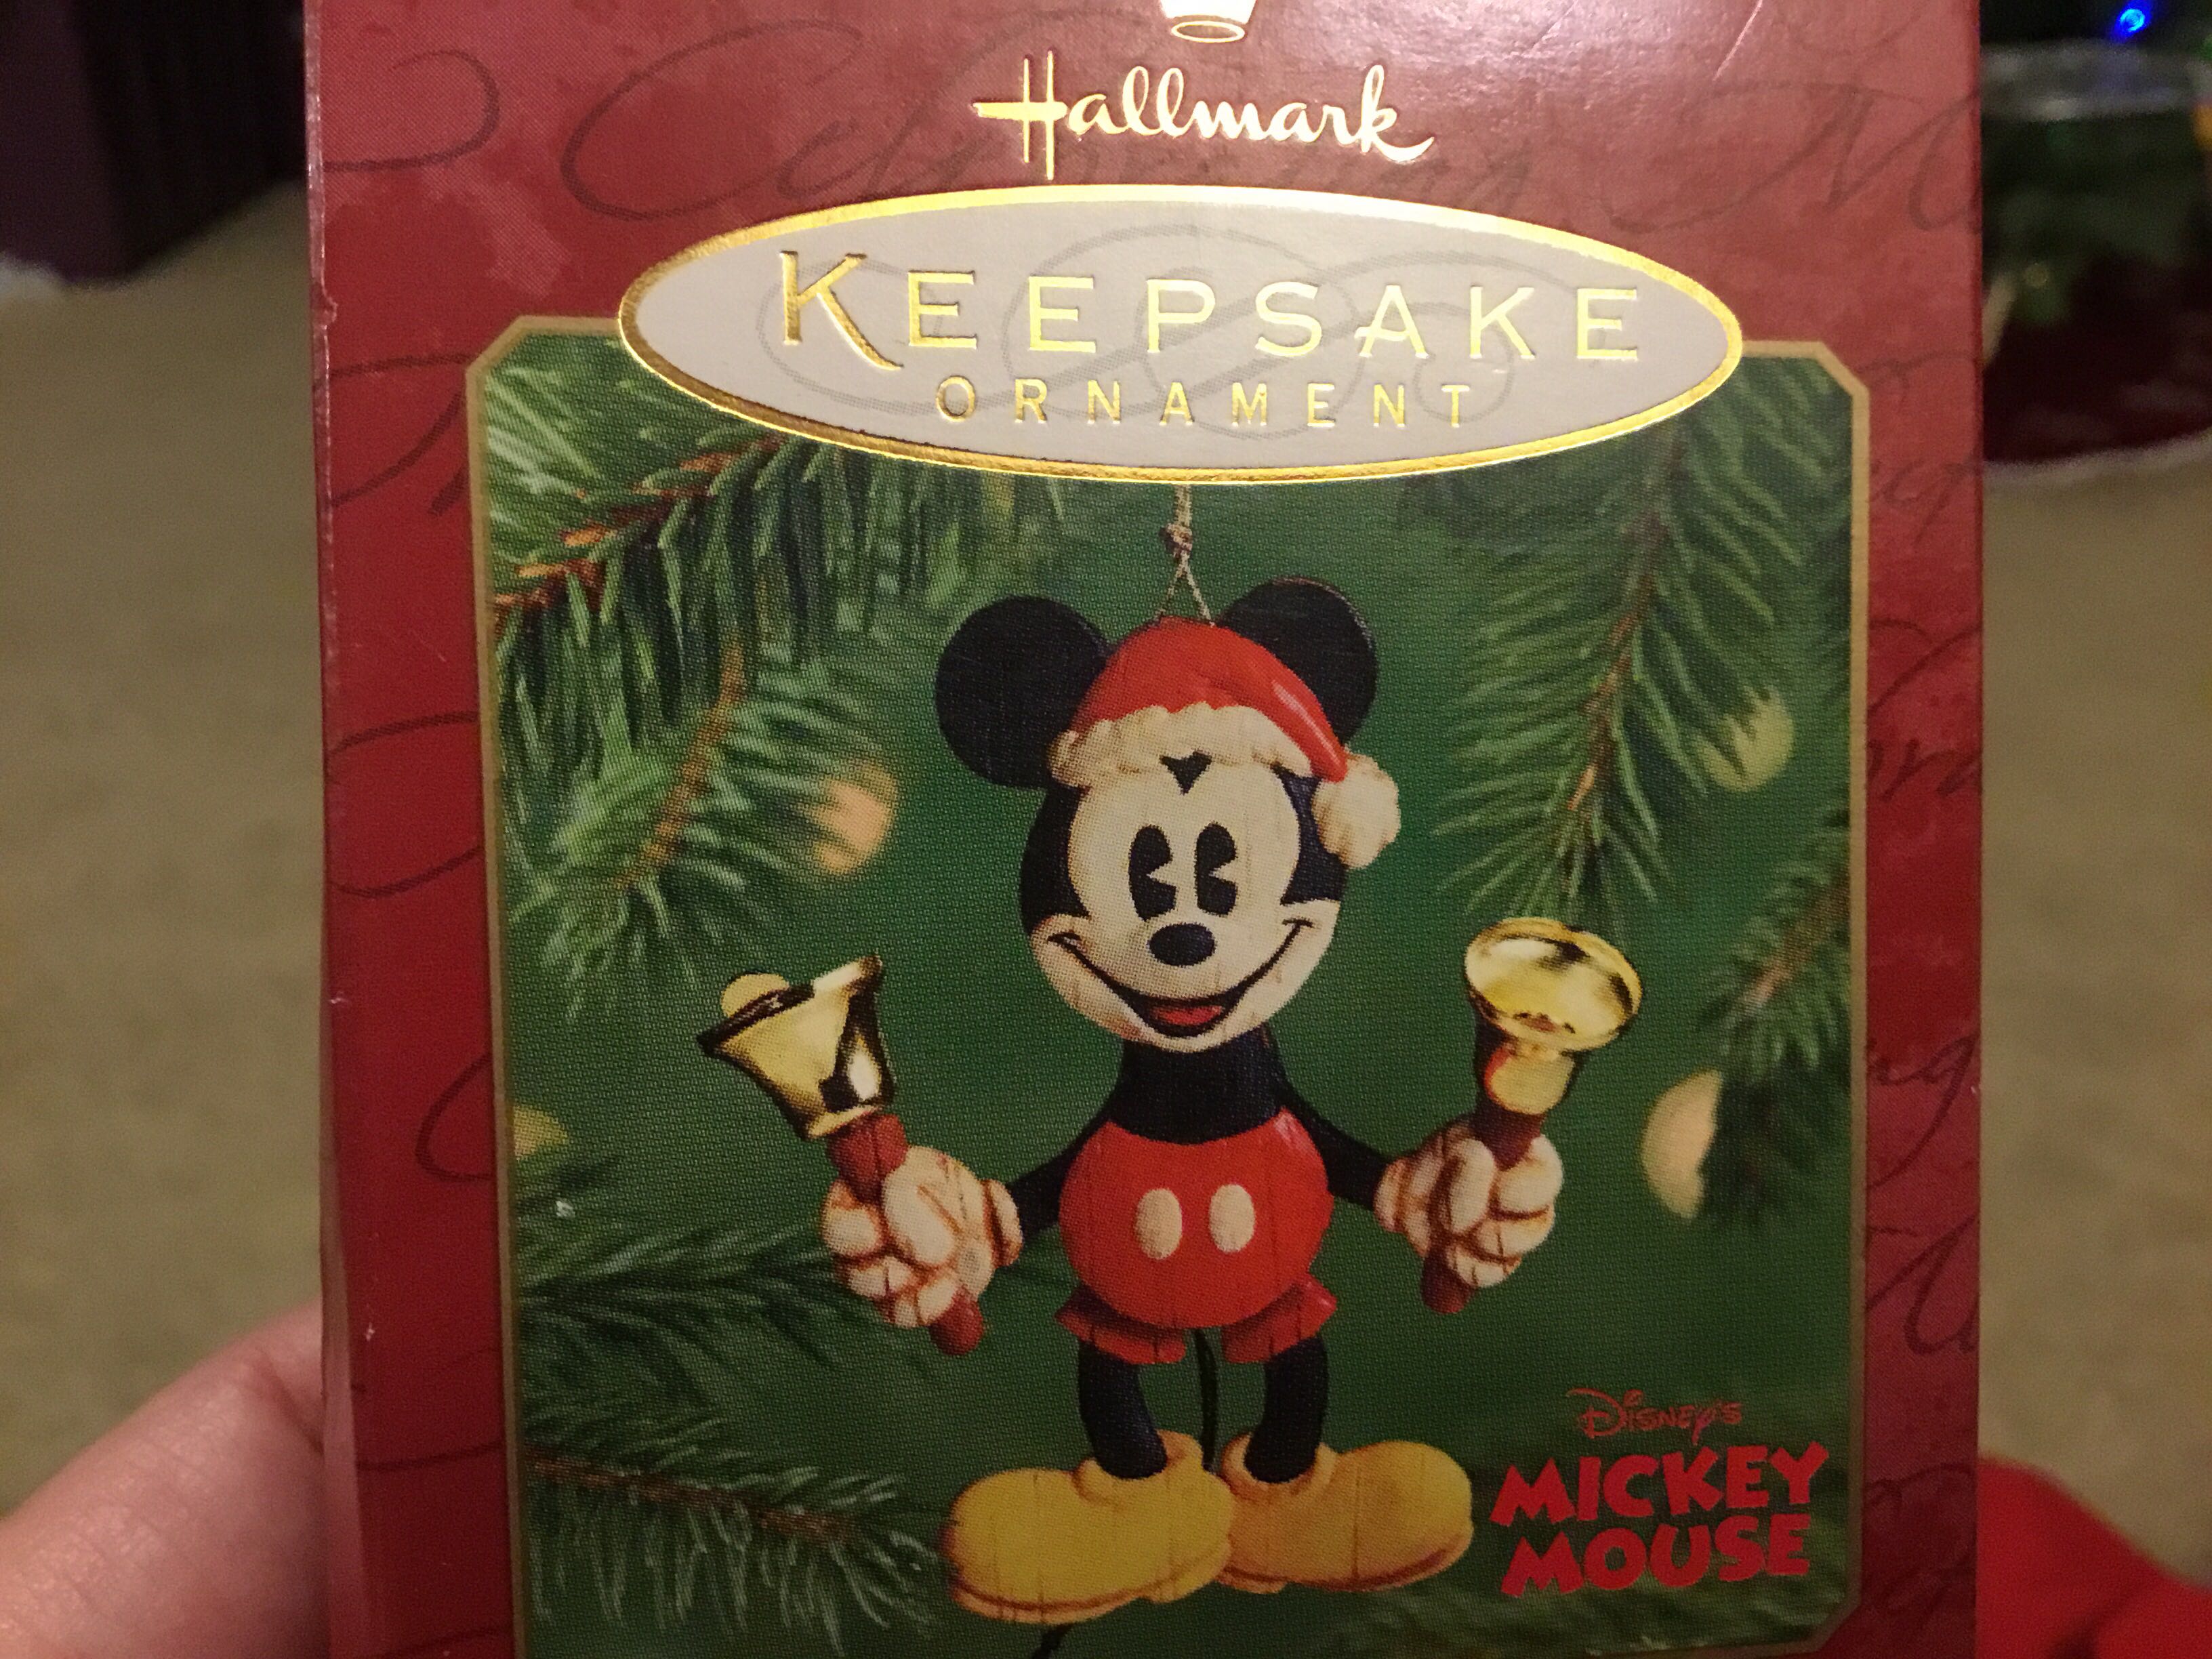 Hallmark
KEEPSAKE
ORNAMENT
DISNEY'S
MICKEY
MOUSE